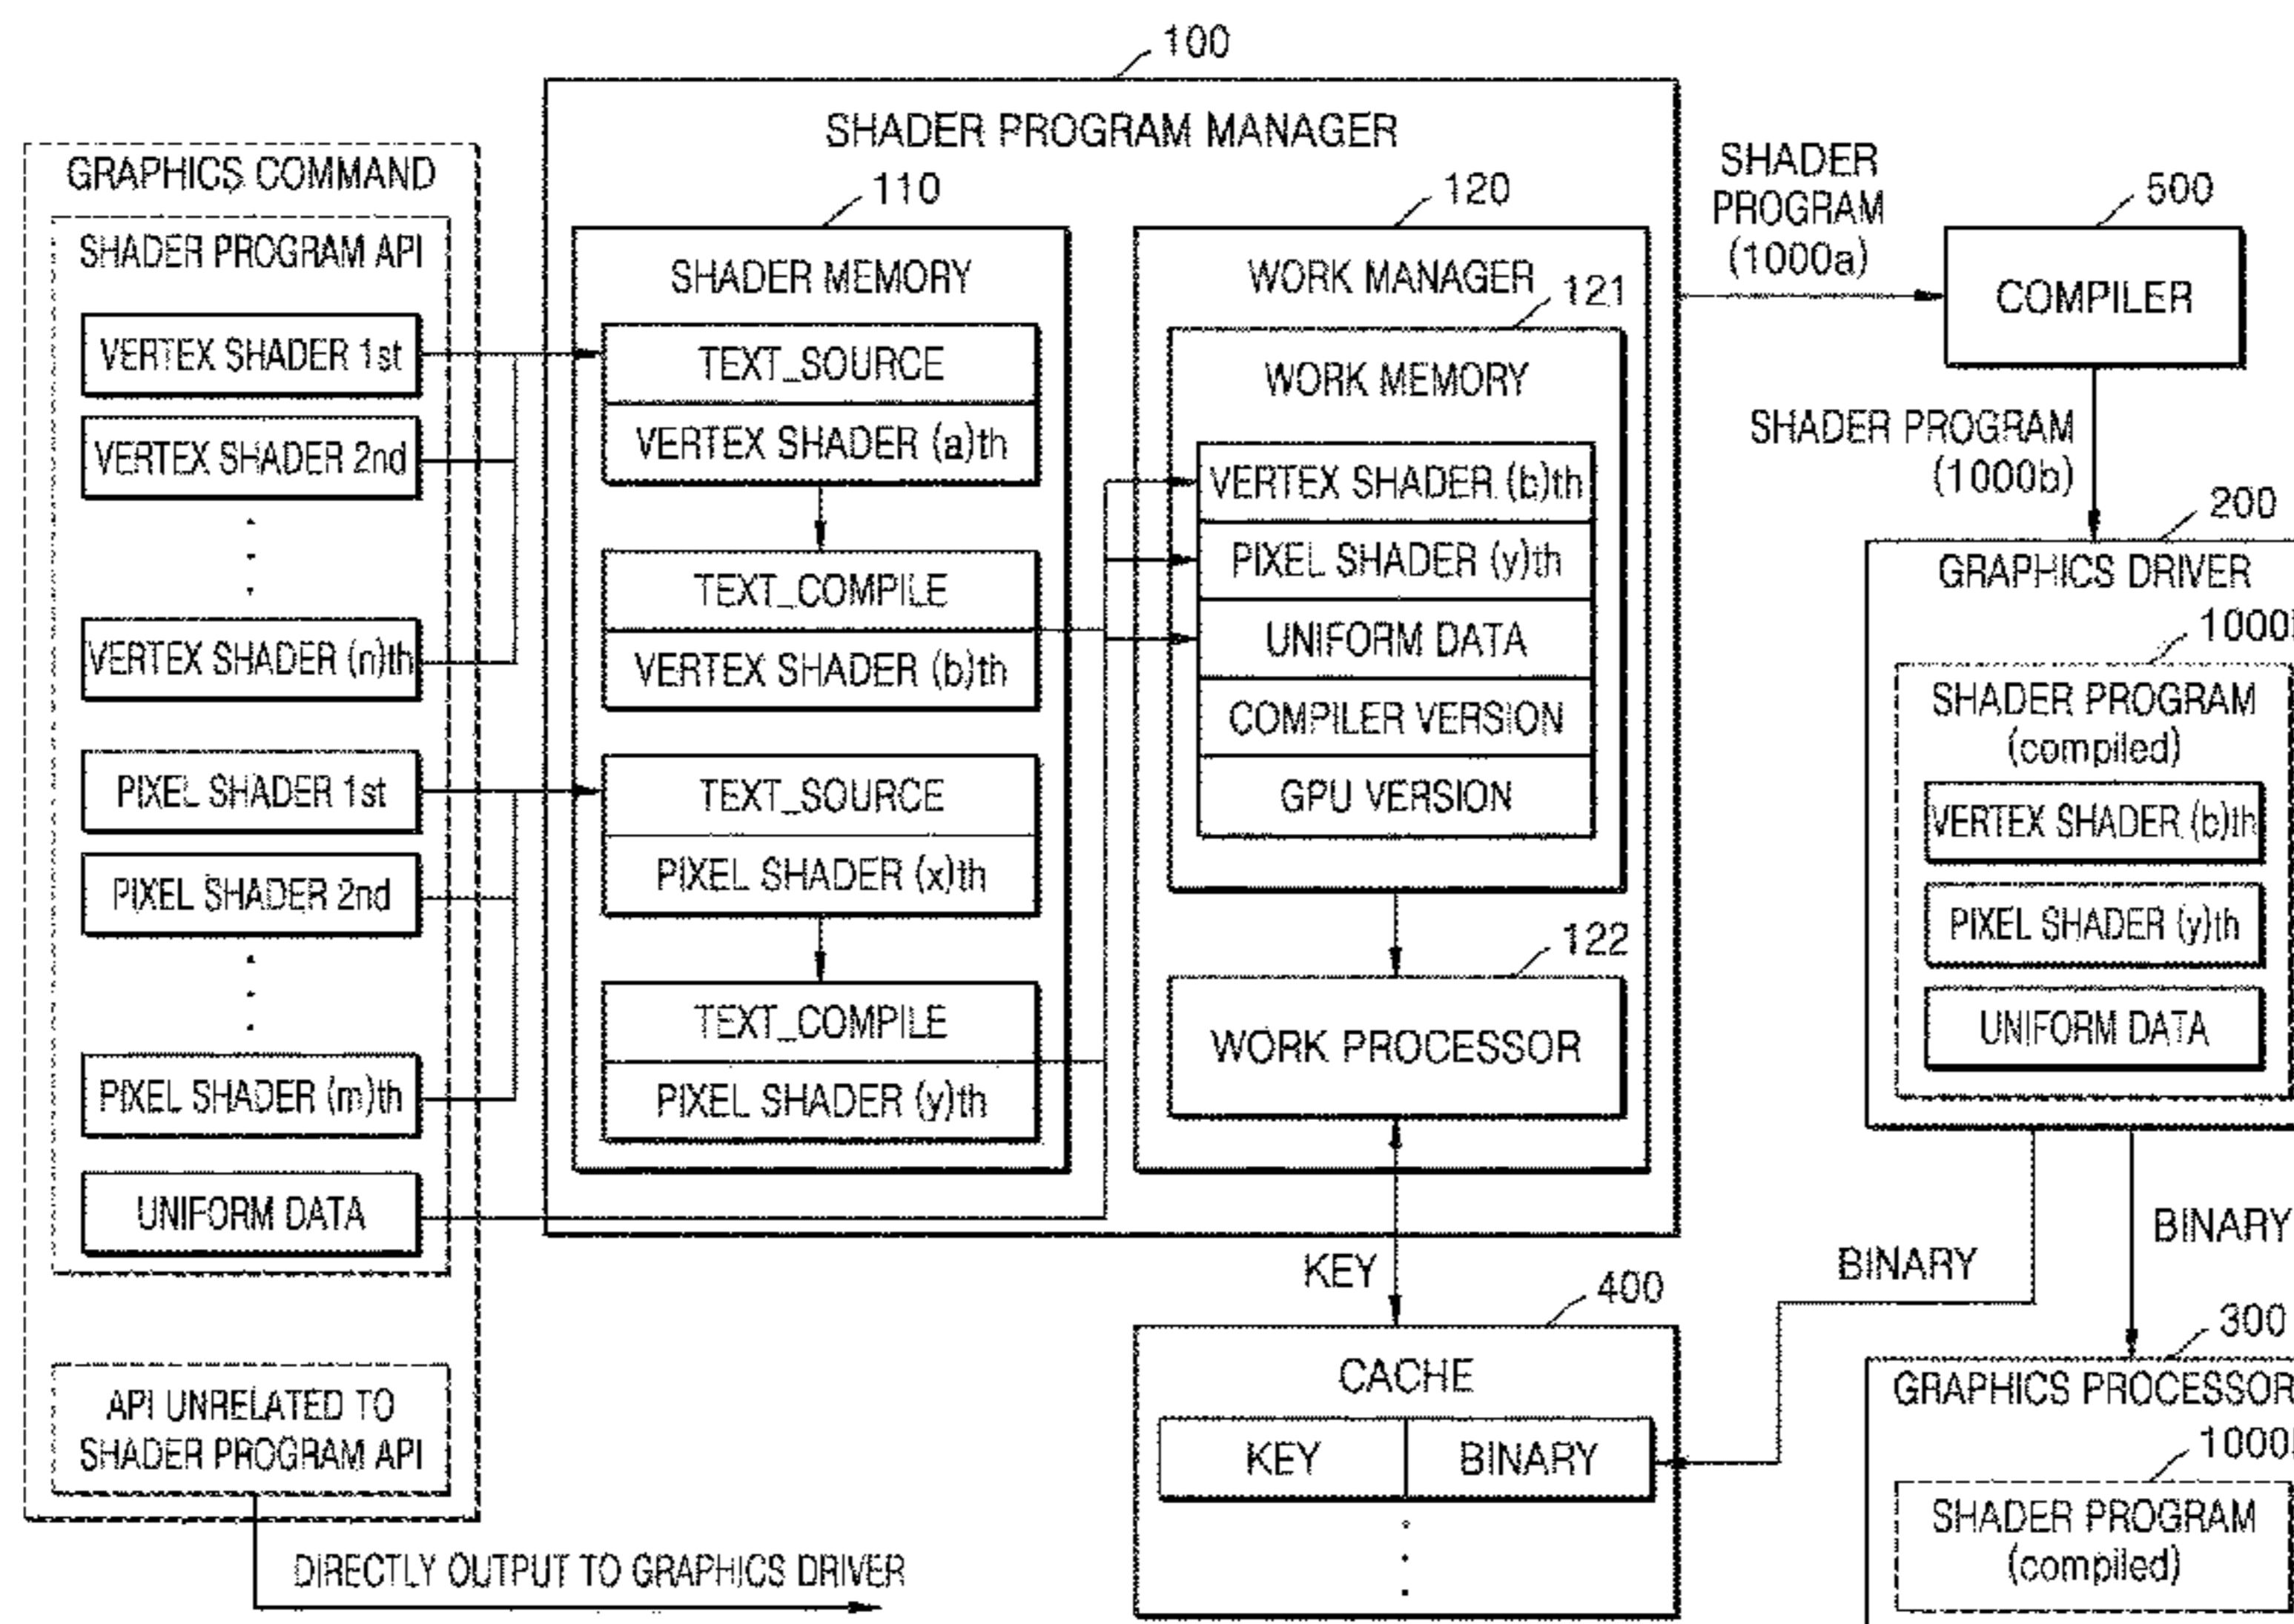 100
SHADER PROGRAM MANAGER
GRAPHICS COMMAND
SHADER PROGRAM API
VERTEX SHADER 1st
VERTEX SHADER 2nd
VERTEX SHADER (n)th
PIXEL SHADER 1st
PIXEL SHADER 2nd
PIXEL SHADER (m)th
UNIFORM DATA
API UNRELATED TO
SHADER PROGRAM API
DIRECTLY OUTPUT TO GRAPHICS DRIVER
110
SHADER MEMORY
TEXT_SOURCE
VERTEX SHADER (a)th
TEXT_COMPILE
VERTEX SHADER (b)th
TEXT_SOURCE
PIXEL SHADER (x)th
TEXT_COMPILE
PIXEL SHADER (y)th
120
WORK MANAGER
121
WORK MEMORY
VERTEX SHADER (b)th
PIXEL SHADER (y)th
UNIFORM DATA
COMPILER VERSION
GPU VERSION
122
WORK PROCESSOR
KEY
400
CACHE
KEY
BINARY
SHADER
PROGRAM
(1000a)
500
COMPILER
SHADER PROGRAM
(1000b)
200
GRAPHICS DRIVER
1000
SHADER PROGRAM
(compiled)
VERTEX SHADER (b)th
PIXEL SHADER (y)th
UNIFORM DATA
BINARY
BINARY
300
GRAPHICS PROCESSOR
1000
SHADER PROGRAM
(compiled)